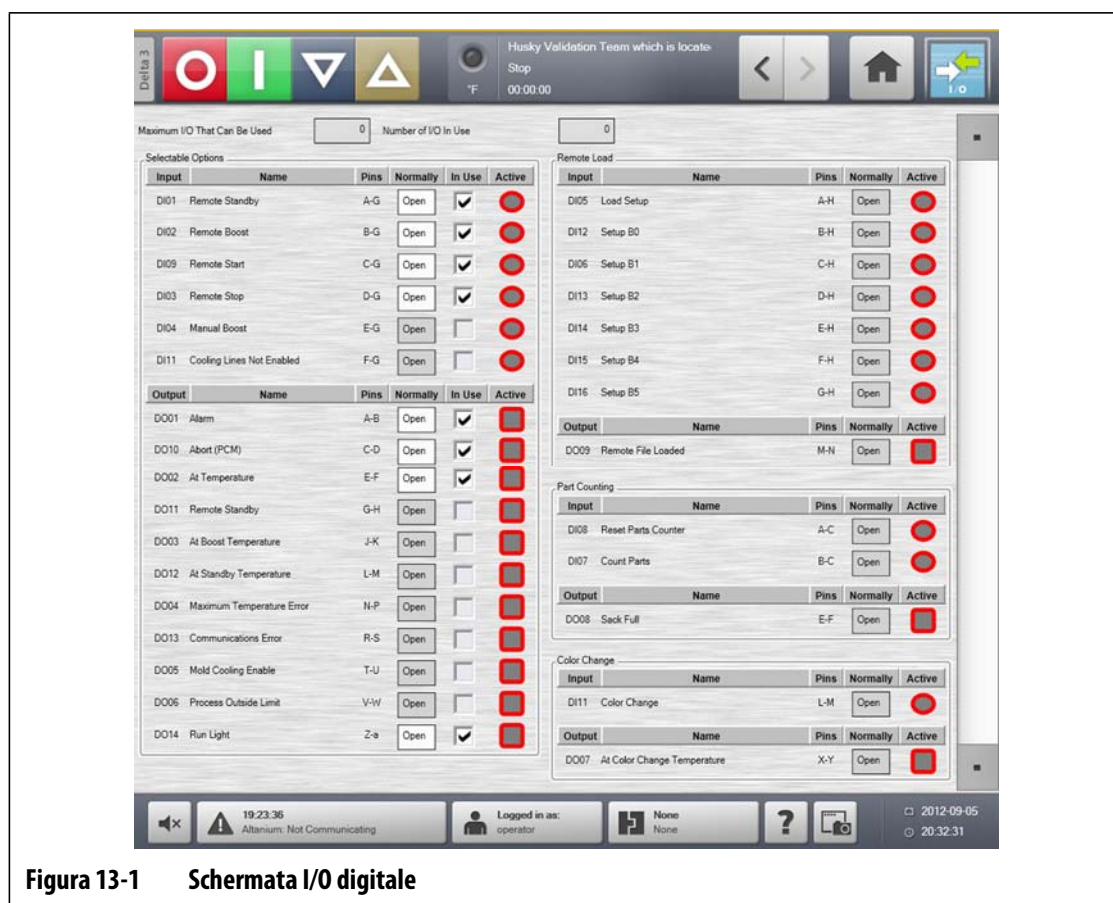 Delta 3
Husky Validation Team which is locate
Stop
°F 00:00:00
I/O
Maximum I/O That Can Be Used 0 Number of I/O In Use 0
Selectable Options
Input Name Pins Normally In Use Active
DI01 Remote Standby A-G Open
DI02 Remote Boost B-G Open
DI09 Remote Start C-G Open
DI03 Remote Stop D-G Open
DI04 Manual Boost E-G Open
DI11 Cooling Lines Not Enabled F-G Open
Output Name Pins Normally In Use Active
DO01 Alarm A-B Open
DO10 Abort (PCM) C-D Open
DO02 At Temperature E-F Open
DO11 Remote Standby G-H Open
DO03 At Boost Temperature J-K Open
DO12 At Standby Temperature L-M Open
DO04 Maximum Temperature Error N-P Open
DO13 Communications Error R-S Open
DO05 Mold Cooling Enable T-U Open
DO06 Process Outside Limit V-W Open
DO14 Run Light Z-a Open
Remote Load
Input Name Pins Normally Active
DI05 Load Setup A-H Open
DI12 Setup B0 B-H Open
DI06 Setup B1 C-H Open
DI13 Setup B2 D-H Open
DI14 Setup B3 E-H Open
DI15 Setup B4 F-H Open
DI16 Setup B5 G-H Open
Output Name Pins Normally Active
DO09 Remote File Loaded M-N Open
Part Counting
Input Name Pins Normally Active
DI08 Reset Parts Counter A-C Open
DI07 Count Parts B-C Open
Output Name Pins Normally Active
DO08 Sack Full E-F Open
Color Change
Input Name Pins Normally Active
DI11 Color Change L-M Open
Output Name Pins Normally Active
DO07 At Color Change Temperature X-Y Open
19:23:36
Altanium: Not Communicating
Logged in as:
operator
None
None
?
2012-09-05
20:32:31
Figura 13-1 Schermata I/O digitale